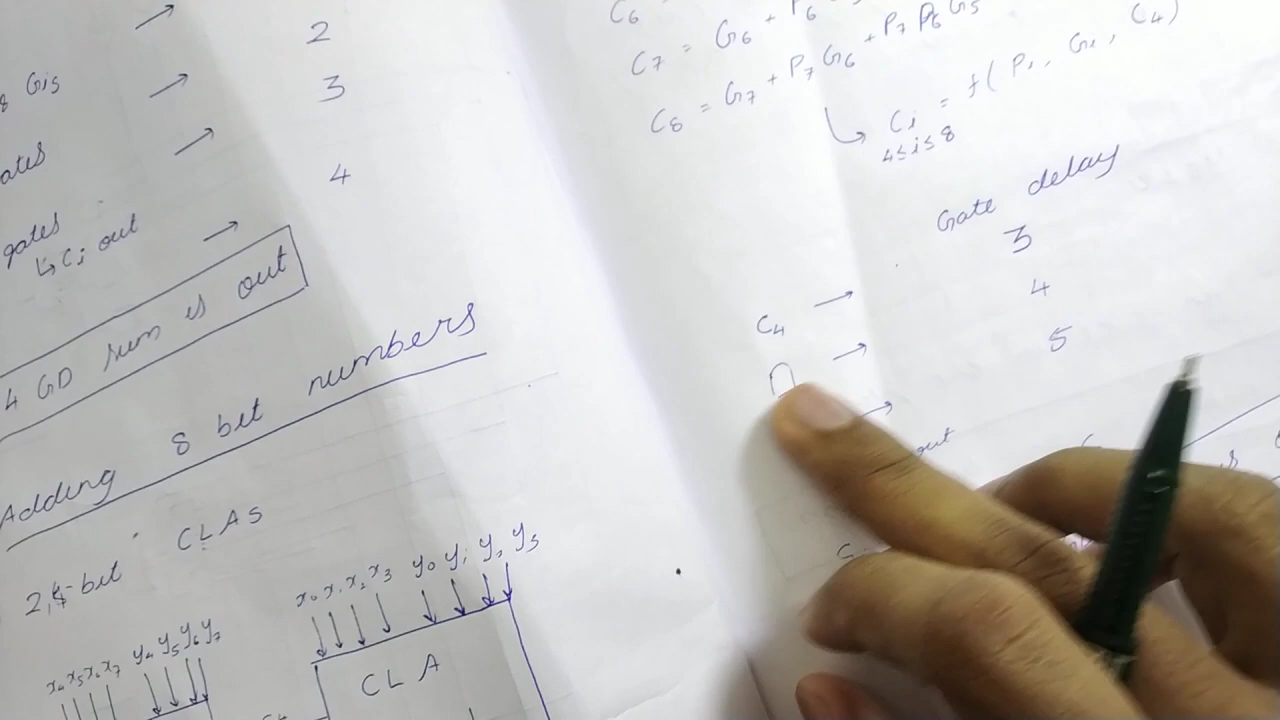 → 2
& Gis → 3
ates → 4
gates
↳ Ci out →
4 GD sum is out
Adding 8 bit numbers
2, 4-bit CLAS
x4 x5 x6 x7 y4 y5 y6 y7
x0 x1 x2 x3 y0 y1 y2 y3
CLA
C6 =
C7 = G6 + P6
C8 = G7 + P7 G6 + P7 P6 G5
↳ Ci = f(Pi, Gi, C4)
4≤i≤8
Gate delay
C4 → 3
→ 4
→ 5
out